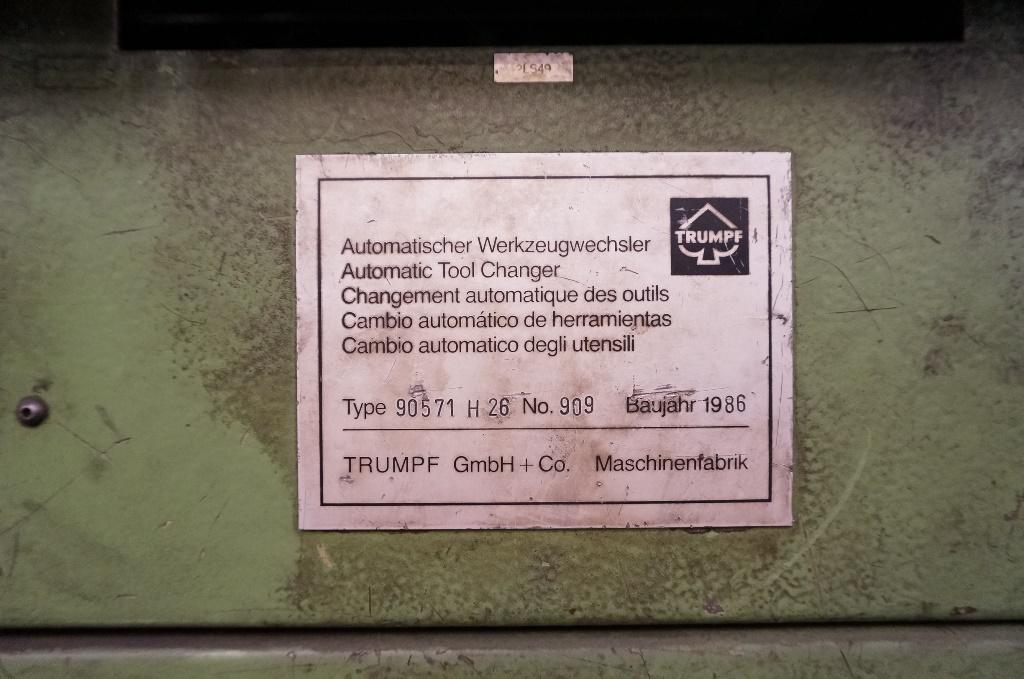 TRUMPF
Automatischer Werkzeugwechsler
Automatic Tool Changer
Changement automatique des outils
Cambio automático de herramientas
Cambio automatico degli utensili
Type 90571 H 26 No. 909 Baujahr 1986
TRUMPF GmbH + Co. Maschinenfabrik